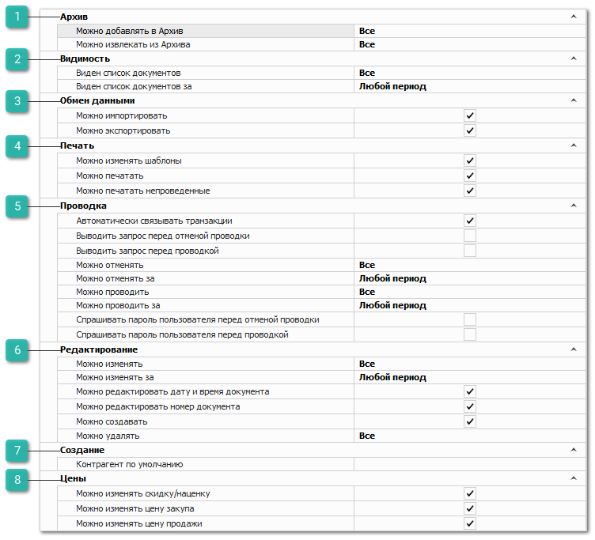 1 Архив
Можно добавлять в Архив Все
Можно извлекать из Архива Все
2 Видимость
Виден список документов Все
Виден список документов за Любой период
3 Обмен данными
Можно импортировать
Можно экспортировать
4 Печать
Можно изменять шаблоны
Можно печатать
Можно печатать непроведенные
5 Проводка
Автоматически связывать транзакции
Выводить запрос перед отменой проводки
Выводить запрос перед проводкой
Можно отменять Все
Можно отменять за Любой период
Можно проводить Все
Можно проводить за Любой период
Спрашивать пароль пользователя перед отменой проводки
Спрашивать пароль пользователя перед проводкой
6 Редактирование
Можно изменять Все
Можно изменять за Любой период
Можно редактировать дату и время документа
Можно редактировать номер документа
Можно создавать
Можно удалять Все
7 Создание
Контрагент по умолчанию
8 Цены
Можно изменять скидку/наценку
Можно изменять цену закупа
Можно изменять цену продажи